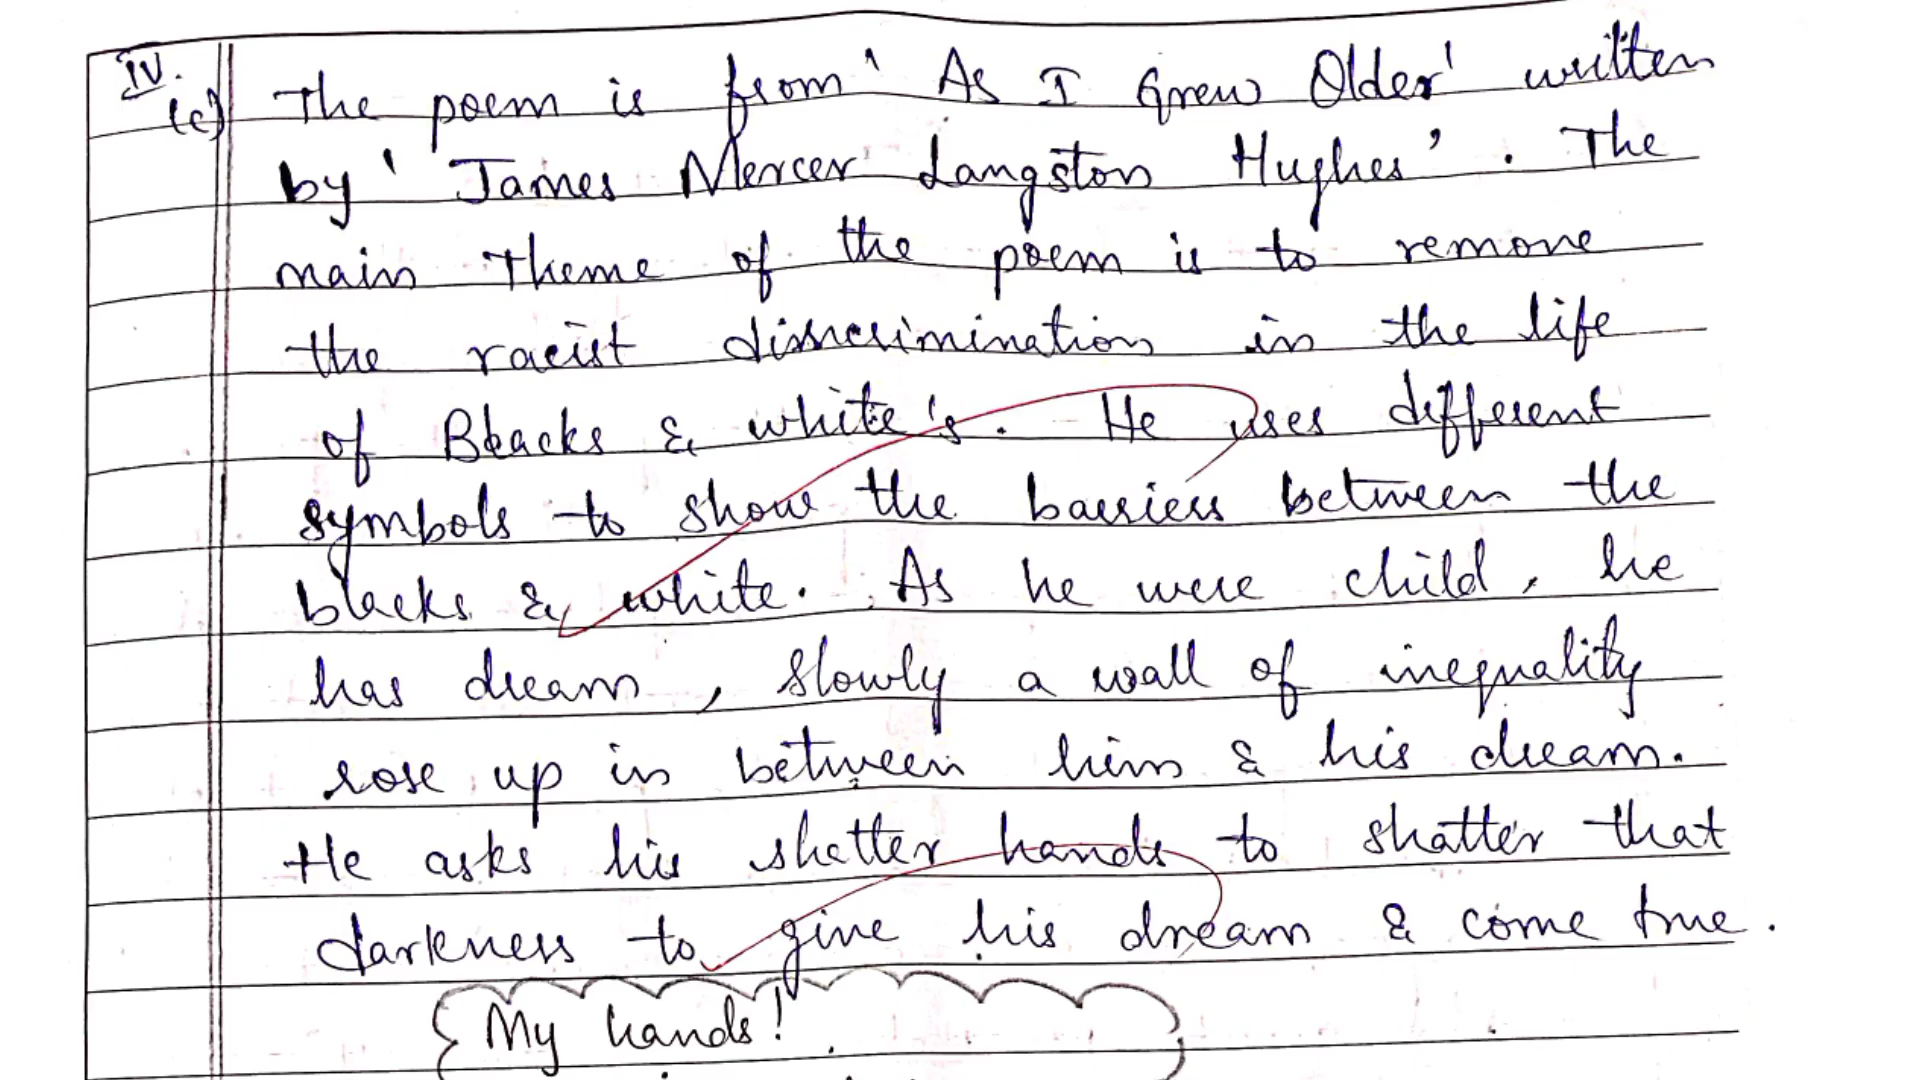 IV.
(c) The poem is from ' As I Grew Older' written
by ' James Mercer Langston Hughes' . The
main Theme of the poem is to remove
the racist disscrimination in the life
of Blacks & white's. He uses different
symbols to show the barriers between the
blacks & white. As he were child, he
has dream , slowly a wall of inequality
rose up in between him & his dream.
He asks his shatter hands to shatter that
darkness to give his dream & come true.
My hands!